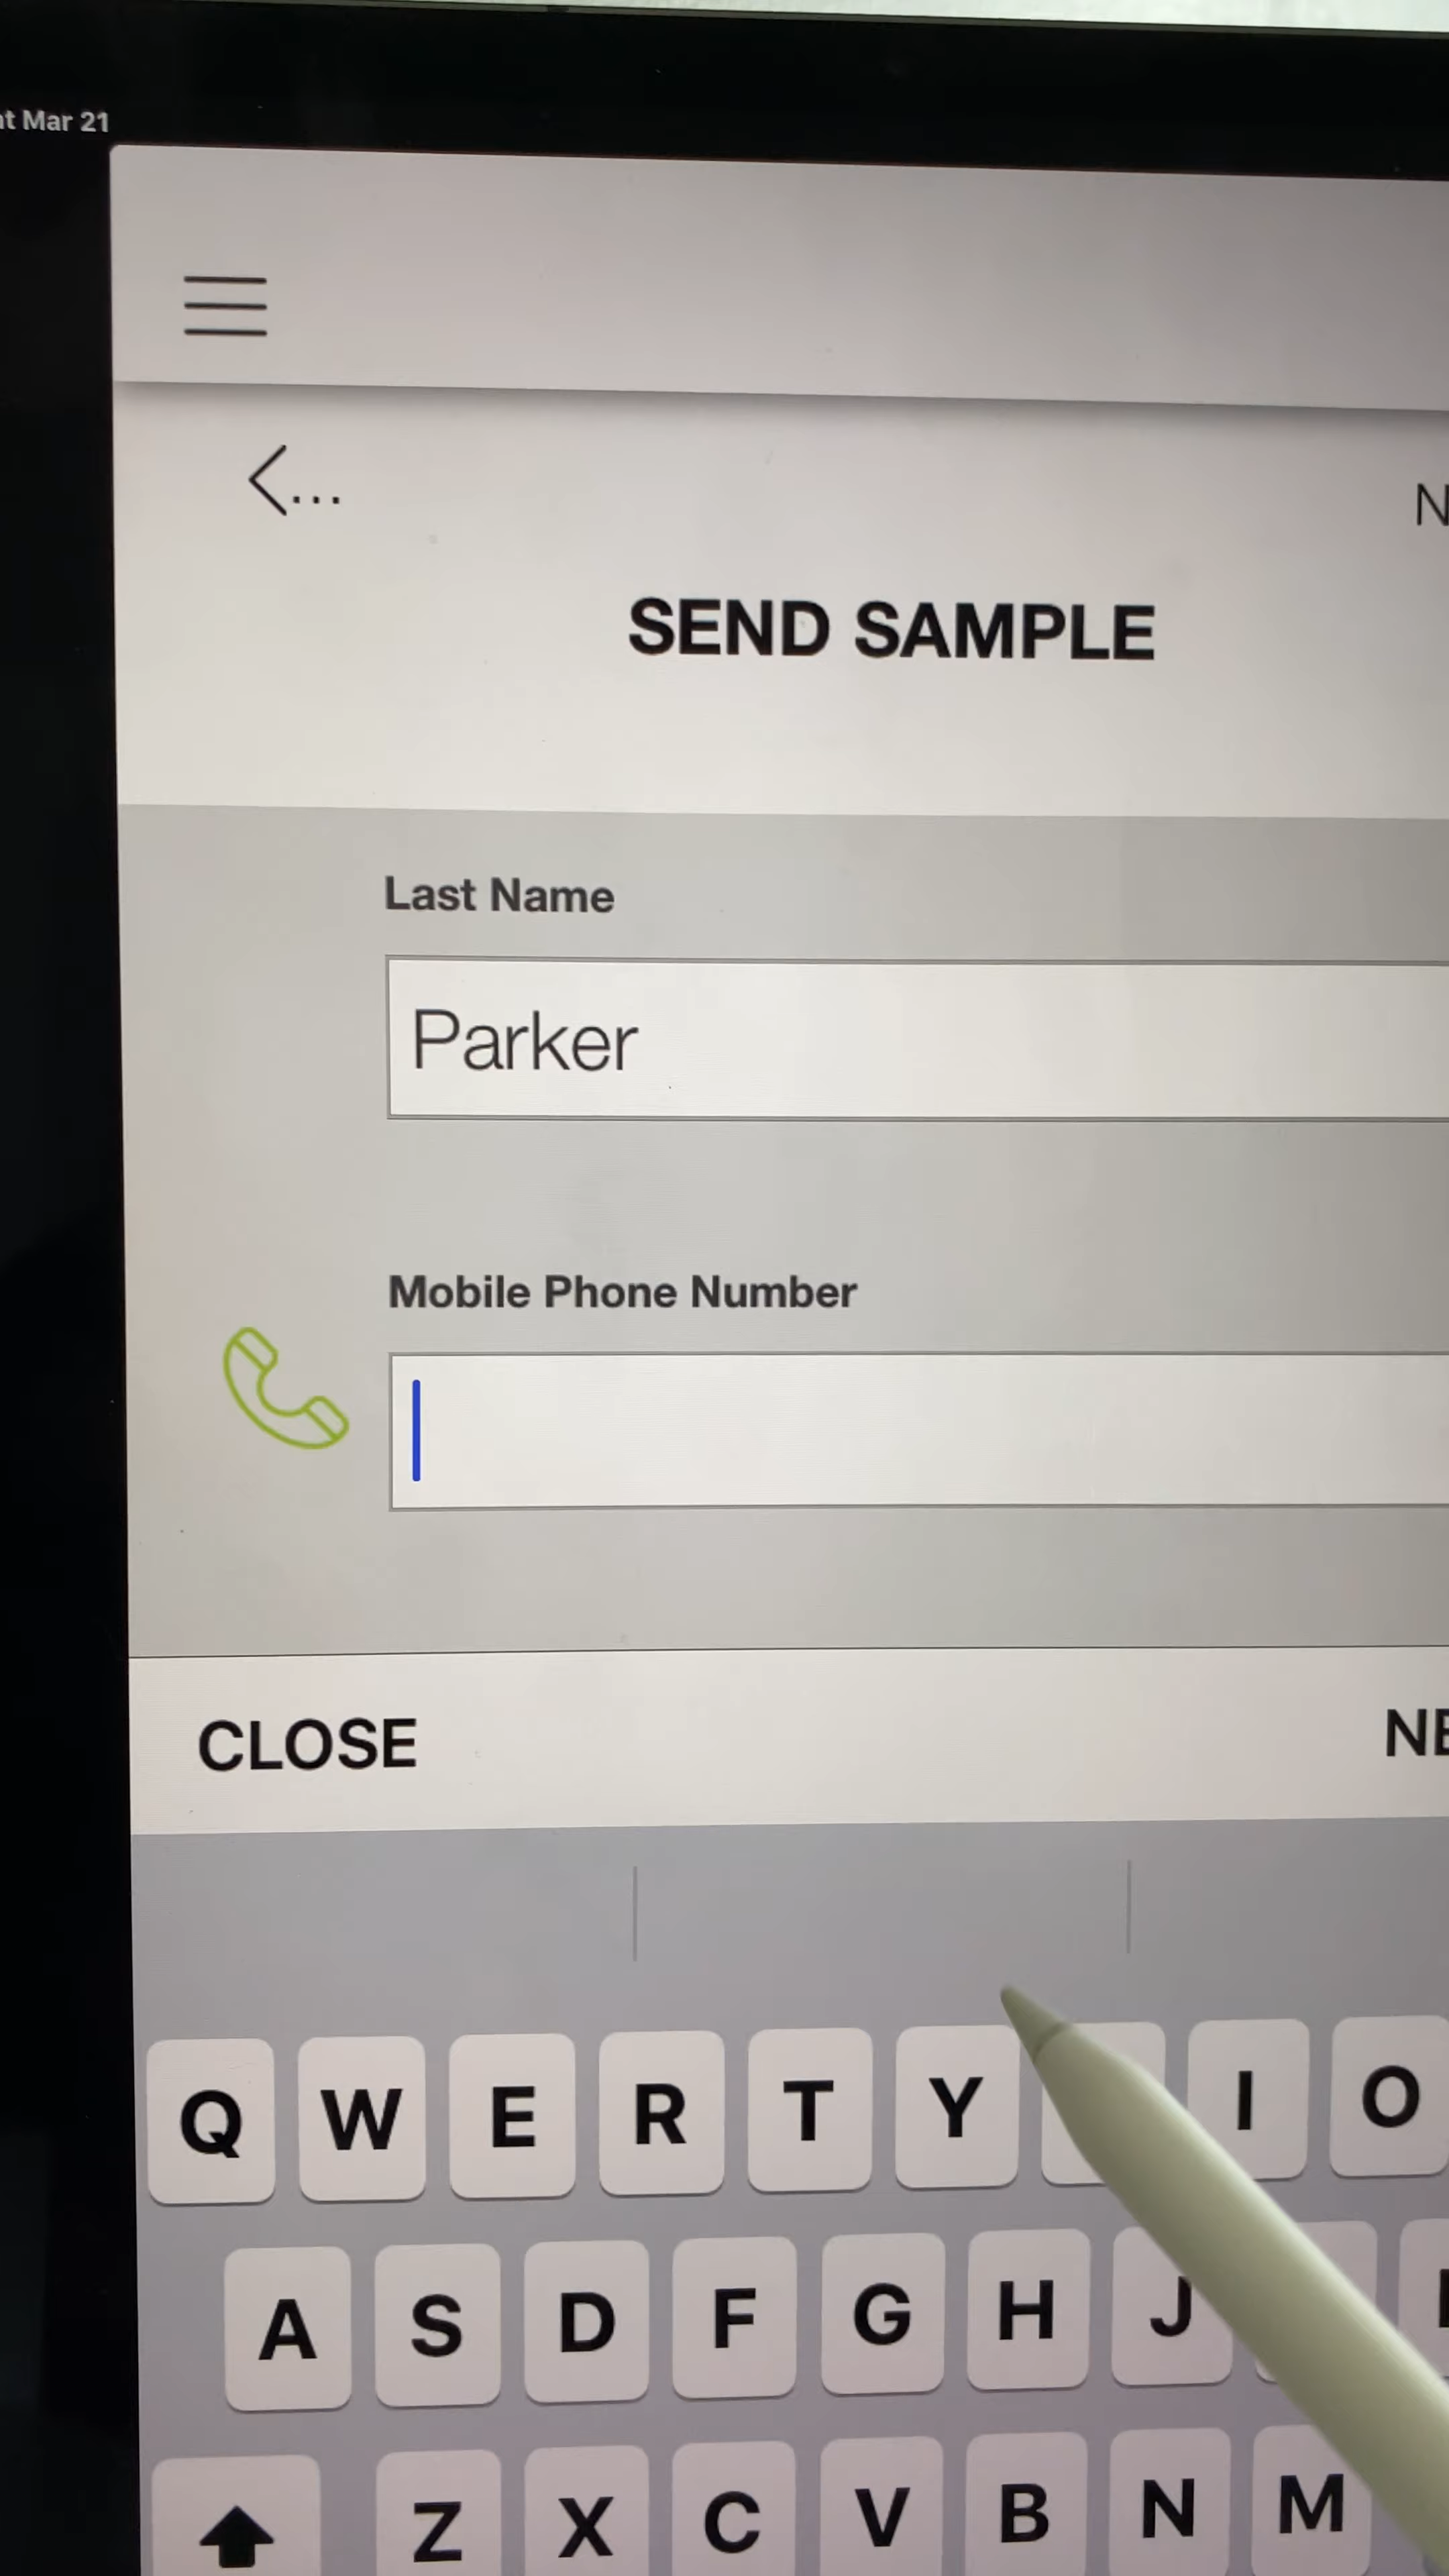 Mar 21
<...
SEND SAMPLE
Last Name
Parker
Mobile Phone Number
CLOSE
Q W E R T Y I O
A S D F G H J
Z X C V B N M